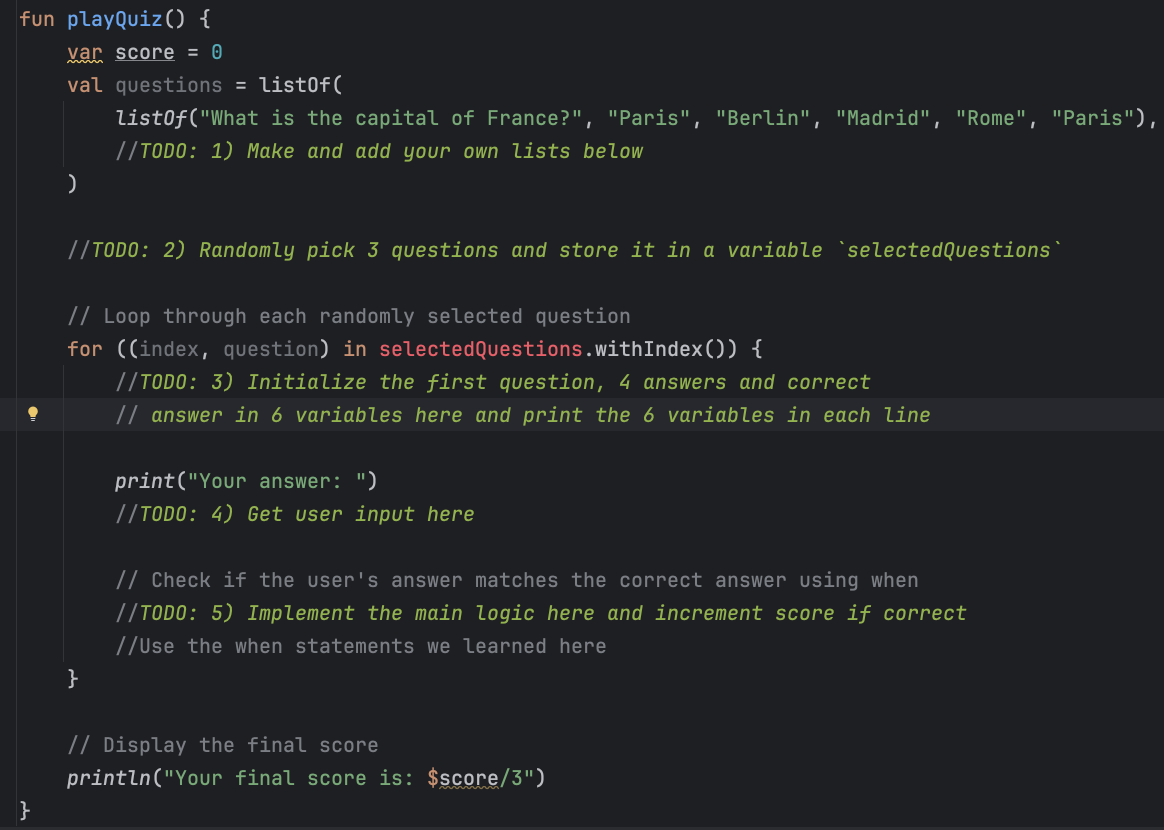 fun playQuiz() {
    var score = 0
    val questions = listOf(
        listOf("What is the capital of France?", "Paris", "Berlin", "Madrid", "Rome", "Paris"),
        //TODO: 1) Make and add your own lists below
    )

    //TODO: 2) Randomly pick 3 questions and store it in a variable `selectedQuestions`

    // Loop through each randomly selected question
    for ((index, question) in selectedQuestions.withIndex()) {
        //TODO: 3) Initialize the first question, 4 answers and correct
        // answer in 6 variables here and print the 6 variables in each line

        print("Your answer: ")
        //TODO: 4) Get user input here

        // Check if the user's answer matches the correct answer using when
        //TODO: 5) Implement the main logic here and increment score if correct
        //Use the when statements we learned here
    }

    // Display the final score
    println("Your final score is: $score/3")
}